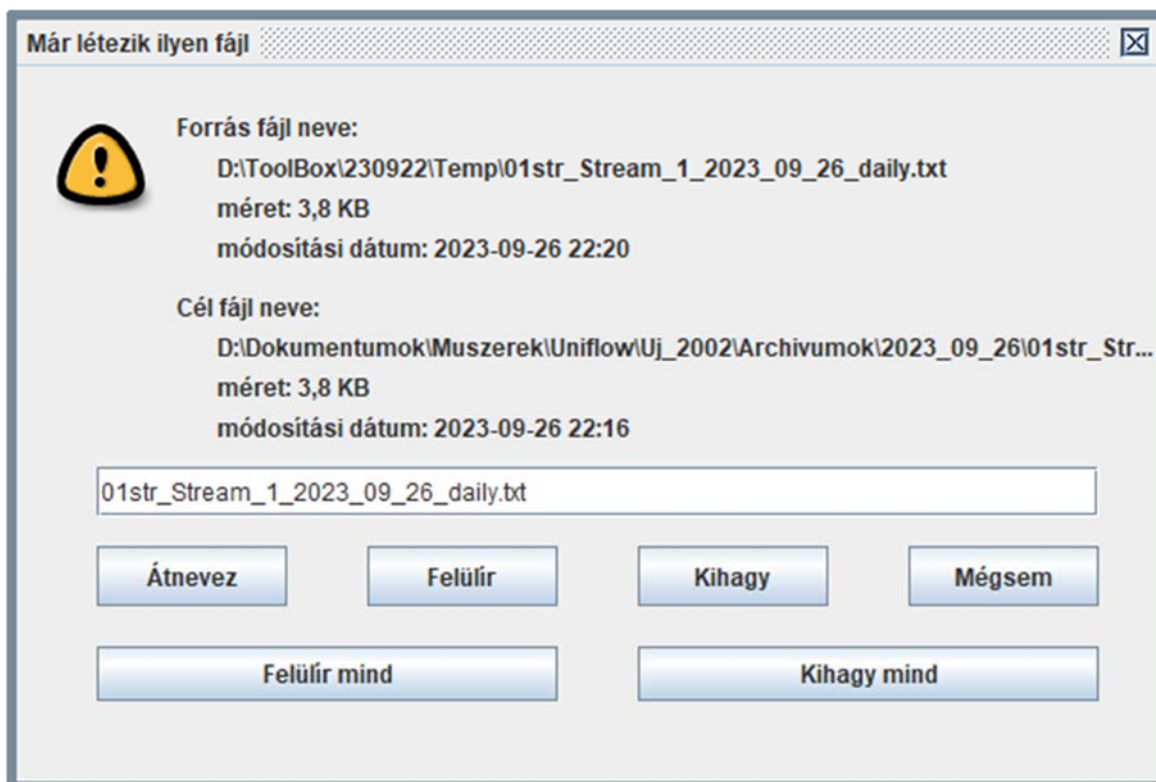 Már létezik ilyen fájl
Forrás fájl neve:
D:\ToolBox\230922\Temp\01str_Stream_1_2023_09_26_daily.txt
méret: 3,8 KB
módosítási dátum: 2023-09-26 22:20
Cél fájl neve:
D:\Dokumentumok\Muszerek\Uniflow\Uj_2002\Archivumok\2023_09_26\01str_Str...
méret: 3,8 KB
módosítási dátum: 2023-09-26 22:16
01str_Stream_1_2023_09_26_daily.txt
Átnevez Felülír Kihagy Mégsem
Felülír mind Kihagy mind